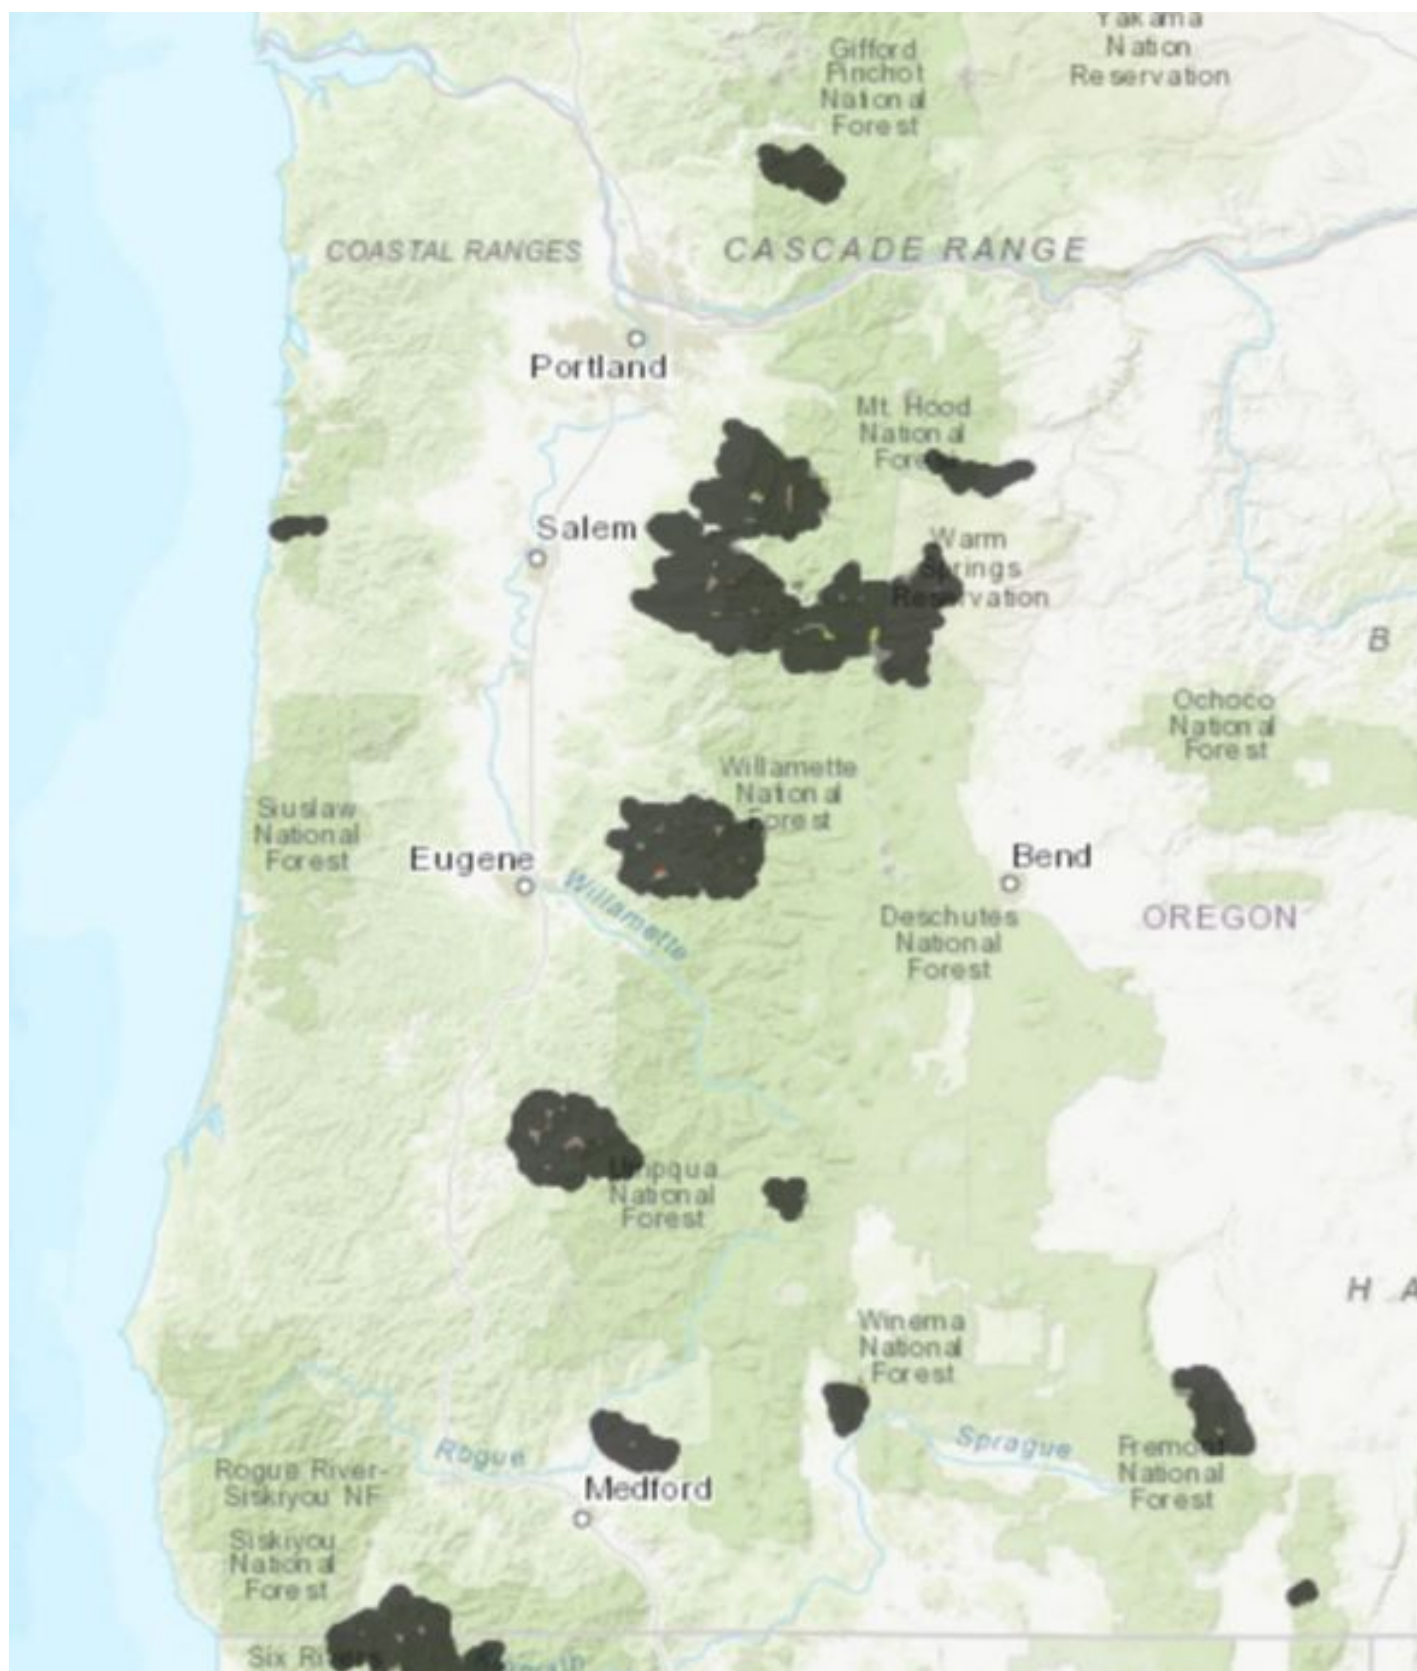 Yakama
Nation
Reservation
Gifford
Pinchot
National
Forest
COASTAL RANGES
CASCADE RANGE
Portland
Mt. Hood
National
Forest
Salem
Warm
Springs
Reservation
B
Ochoco
National
Forest
Willamette
National
Forest
Siuslaw
National
Forest
Eugene
Bend
Willamette
Deschutes
National
Forest
OREGON
Umpqua
National
Forest
H A
Winema
National
Forest
Rogue
Sprague
Fremont
National
Forest
Rogue River-
Siskiyou NF
Medford
Siskiyou
National
Forest
Six Rivers